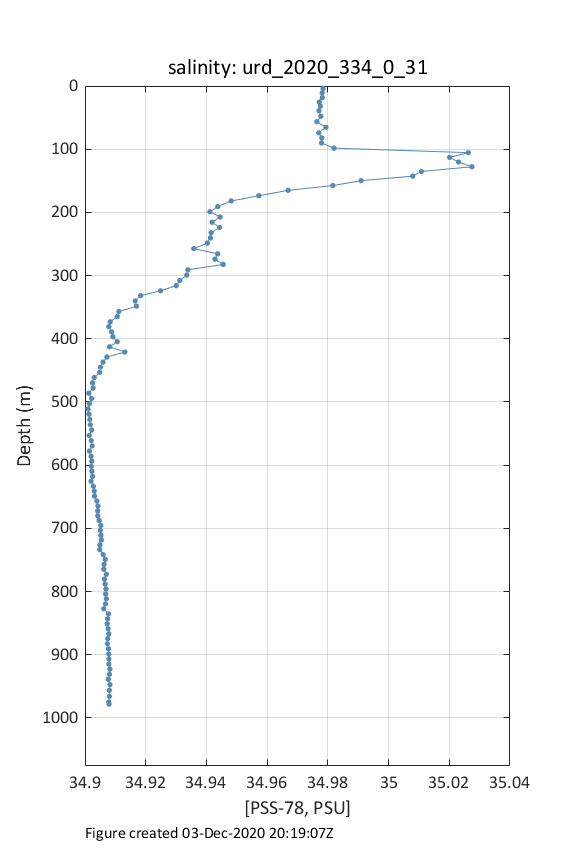 salinity: urd_2020_334_0_31
0
100
200
300
400
500
600
700
800
900
1000
Depth (m)
34.9 34.92 34.94 34.96 34.98 35 35.02 35.04
[PSS-78, PSU]
Figure created 03-Dec-2020 20:19:07Z